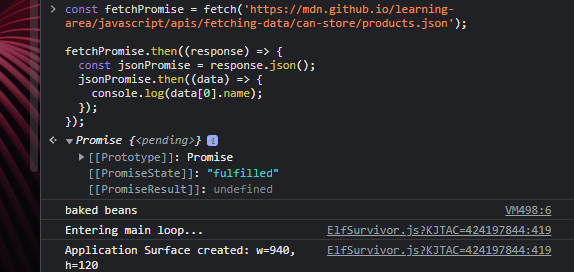 > const fetchPromise = fetch('https://mdn.github.io/learning-
area/javascript/apis/fetching-data/can-store/products.json');
fetchPromise.then((response) => {
const jsonPromise = response.json();
jsonPromise.then((data) => {
console.log(data[0].name);
});
});
Promise {<pending>} i
[[Prototype]]: Promise
[[PromiseState]]: "fulfilled"
[[PromiseResult]]: undefined
baked beans VM498:6
Entering main loop... ElfSurvivor.js?KJTAC=424197844:419
Application Surface created: w=940, ElfSurvivor.js?KJTAC=424197844:419
h=120